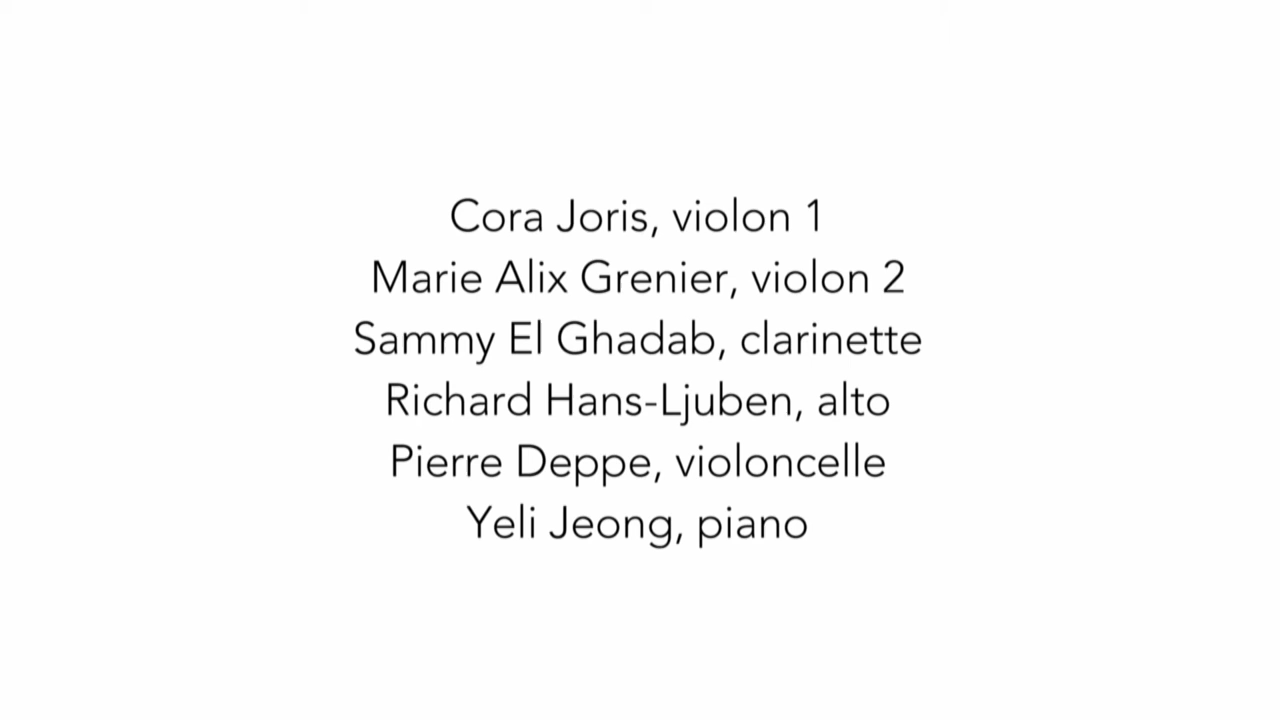 Cora Joris, violon 1
Marie Alix Grenier, violon 2
Sammy El Ghadab, clarinette
Richard Hans-Ljuben, alto
Pierre Deppe, violoncelle
Yeli Jeong, piano